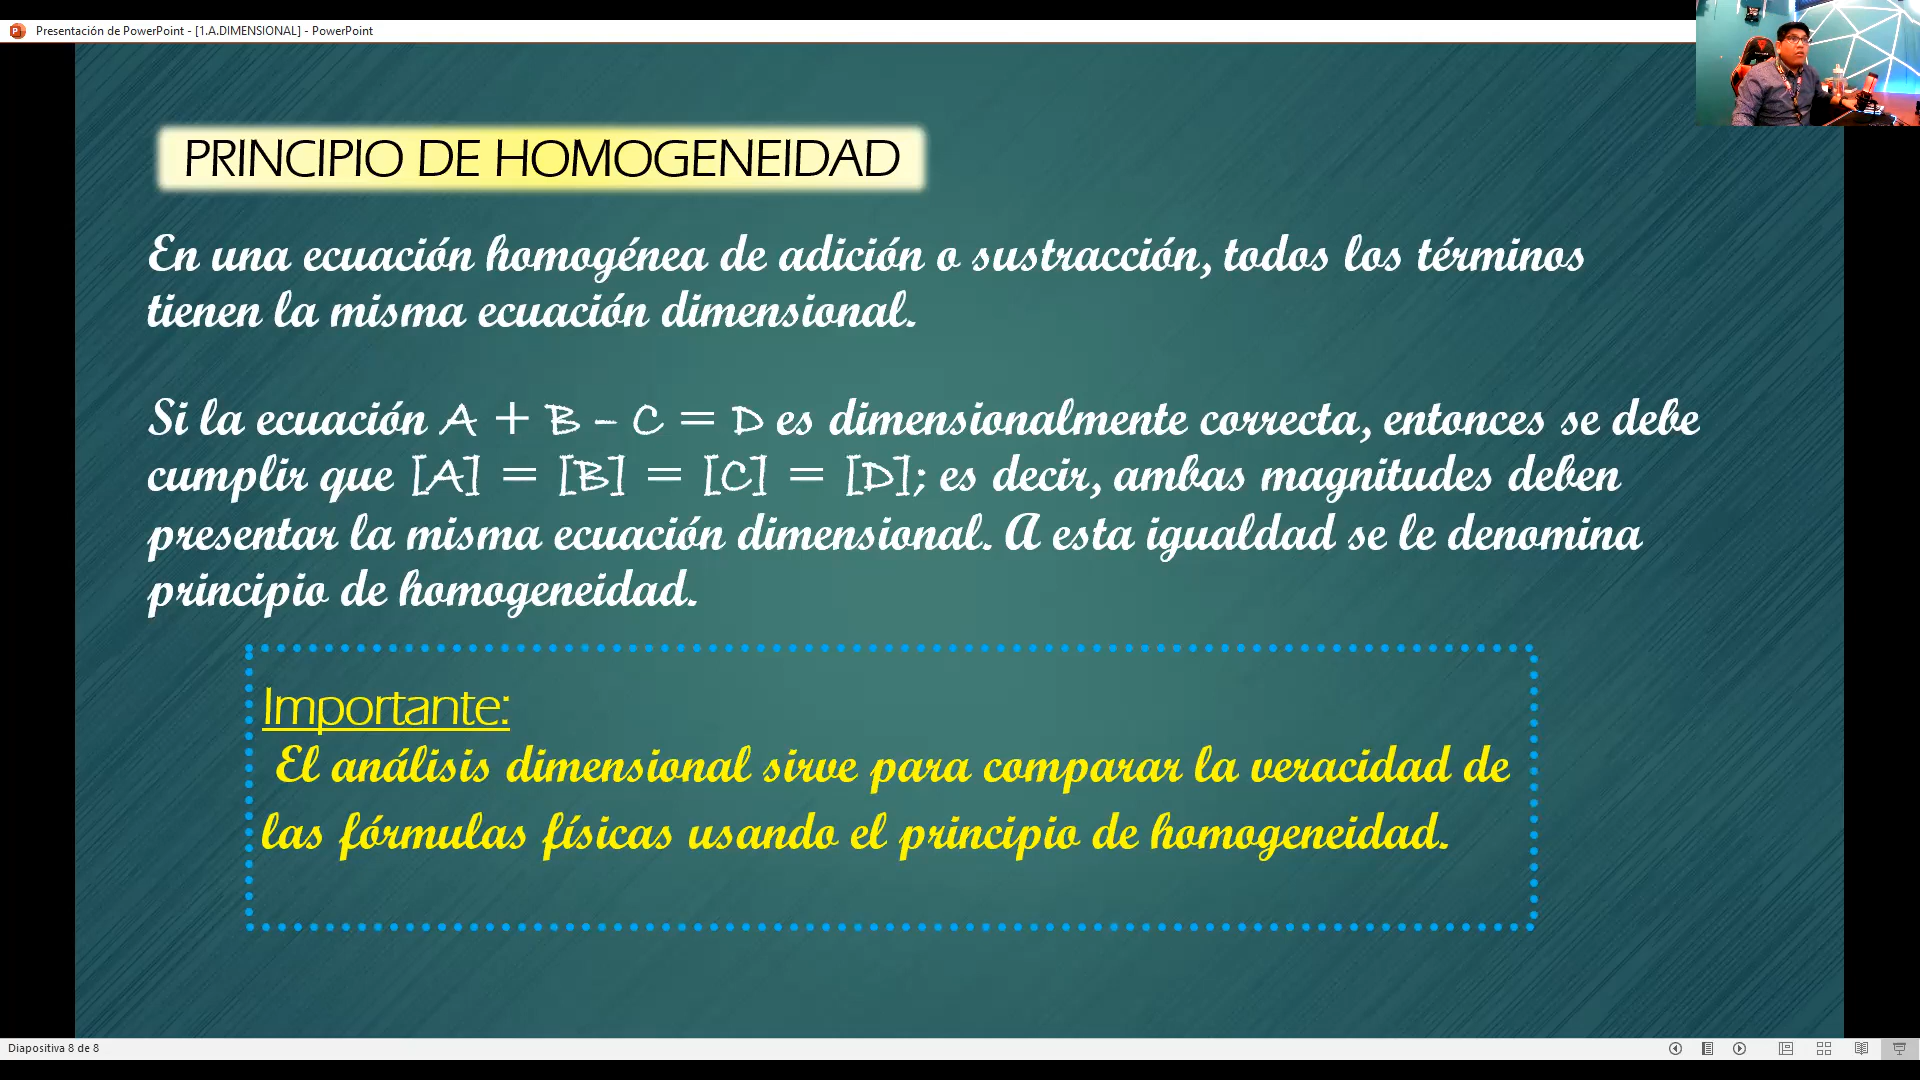 Presentación de PowerPoint - [1.A.DIMENSIONAL] - PowerPoint
PRINCIPIO DE HOMOGENEIDAD
En una ecuación homogénea de adición o sustracción, todos los términos
tienen la misma ecuación dimensional.
Si la ecuación A + B – C = D es dimensionalmente correcta, entonces se debe
cumplir que [A] = [B] = [C] = [D]; es decir, ambas magnitudes deben
presentar la misma ecuación dimensional. A esta igualdad se le denomina
principio de homogeneidad.
Importante:
El análisis dimensional sirve para comparar la veracidad de
las fórmulas físicas usando el principio de homogeneidad.
Diapositiva 8 de 8